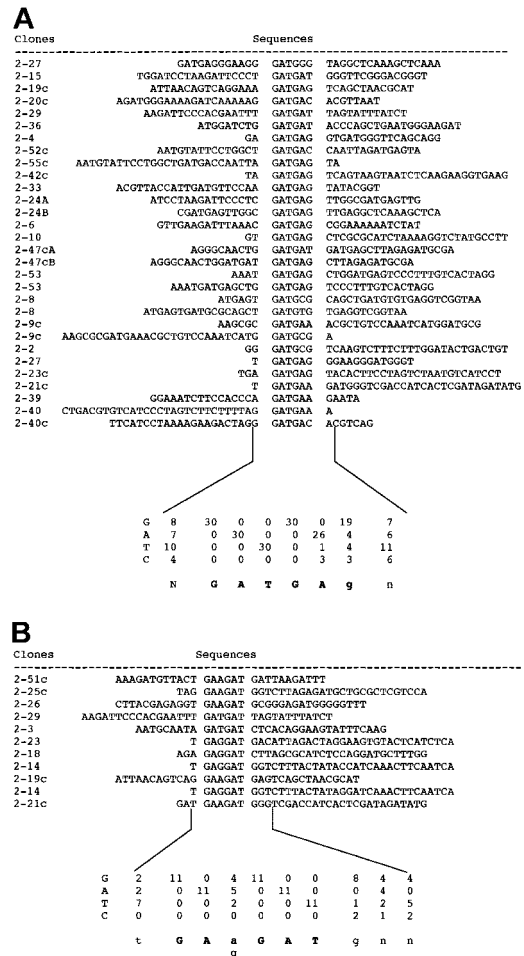 A
Clones Sequences
2-27 GATGAGGGAAGG GATGGG TAGGCTCAAAGCTCAAA
2-15 TGGATCCTAAGATTCCCT GATGAT GGGTTCGGGACGGGT
2-19c ATTAACAGTCAGGAAA GATGAG TCAGCTAACGCAT
2-20c AGATGGGAAAAGATCAAAAAG GATGAC ACGTTAAT
2-29 AAGATTCCCACGAATTT GATGAT TAGTATTTATCT
2-36 ATGGATCTG GATGAT ACCCAGCTGAATGGGAAGAT
2-4 GA GATGAG GTGATGGGTTCAGCAGG
2-52c AATGTATTCCTGGCT GATGAC CAATTAGATGAGTA
2-55c AATGTATTCCTGGCTGATGACCAATTA GATGAG TA
2-42c TA GATGAG TCAGTAAGTAATCTCAAGAAGGTGAAG
2-33 ACGTTACCATTGATGTTCCAA GATGAG TATACGGT
2-24A ATCCTAAGATTCCCTC GATGAG TTGGCGATGAGTTG
2-24B CGATGAGTTGGC GATGAG TTGAGGCTCAAAGCTCA
2-6 GTTGAAGATTTAAAC GATGAG CGGAAAAAATCTAT
2-10 GT GATGAG CTCGCGCATCTAAAAGGTCTATGCCTT
2-47cA AGGGCAACTG GATGAT GATGAGCTTAGAGATGCGA
2-47cB AGGGCAACTGGATGAT GATGAG CTTAGAGATGCGA
2-53 AAAT GATGAG CTGGATGAGTCCCTTTGTCACTAGG
2-53 AAATGATGAGCTG GATGAG TCCCTTTGTCACTAGG
2-8 ATGAGT GATGCG CAGCTGATGTGTGAGGTCGGTAA
2-8 ATGAGTGATGCGCAGCT GATGTG TGAGGTCGGTAA
2-9c AAGCGC GATGAA ACGCTGTCCAAATCATGGATGCG
2-9c AAGCGCGATGAAACGCTGTCCAAATCATG GATGCG A
2-2 GG GATGCG TCAAGTCTTTCTTTGGATACTGACTGT
2-27 T GATGAG GGAAGGGATGGGT
2-23c TGA GATGAG TACACTTCCTAGTCTAATGTCATCCT
2-21c T GATGAA GATGGGTCGACCATCACTCGATAGATATG
2-39 GGAAATCTTCCACCCA GATGAA GAATA
2-40 CTGACGTGTCATCCCTAGTCTTCTTTTAG GATGAA A
2-40c TTCATCCTAAAAGAAGACTAGG GATGAC ACGTCAG
G 8 30 0 0 30 0 19 7
A 7 0 30 0 0 26 4 6
T 10 0 0 30 0 1 4 11
C 4 0 0 0 0 3 3 6
N G A T G A g n
B
Clones Sequences
2-51c AAAGATGTTACT GAAGAT GATTAAGATTT
2-25c TAG GAAGAT GGTCTTAGAGATGCTGCGCTCGTCCA
2-26 CTTACGAGAGGT GAAGAT GCGGGAGATGGGGGTTT
2-29 AAGATTCCCACGAATTT GATGAT TAGTATTTATCT
2-3 AATGCAATA GATGAT CTCACAGGAAGTATTTCAAG
2-23 T GAGGAT GACATTAGACTAGGAAGTGTACTCATCTCA
2-18 AGA GAGGAT CTTAGCGCATCTCCAGGATGCTTTGG
2-14 T GAGGAT GGTCTTTACTATACCATCAAACTTCAATCA
2-19c ATTAACAGTCAG GAAGAT GAGTCAGCTAACGCAT
2-14 T GAGGAT GGTCTTTACTATAGGATCAAACTTCAATCA
2-21c GAT GAAGAT GGGTCGACCATCACTCGATAGATATG
G 2 11 0 4 11 0 0 8 4 4
A 2 0 11 5 0 11 0 0 4 0
T 7 0 0 2 0 0 11 1 2 5
C 0 0 0 0 0 0 0 2 1 2
t G A a G A T g n n
g